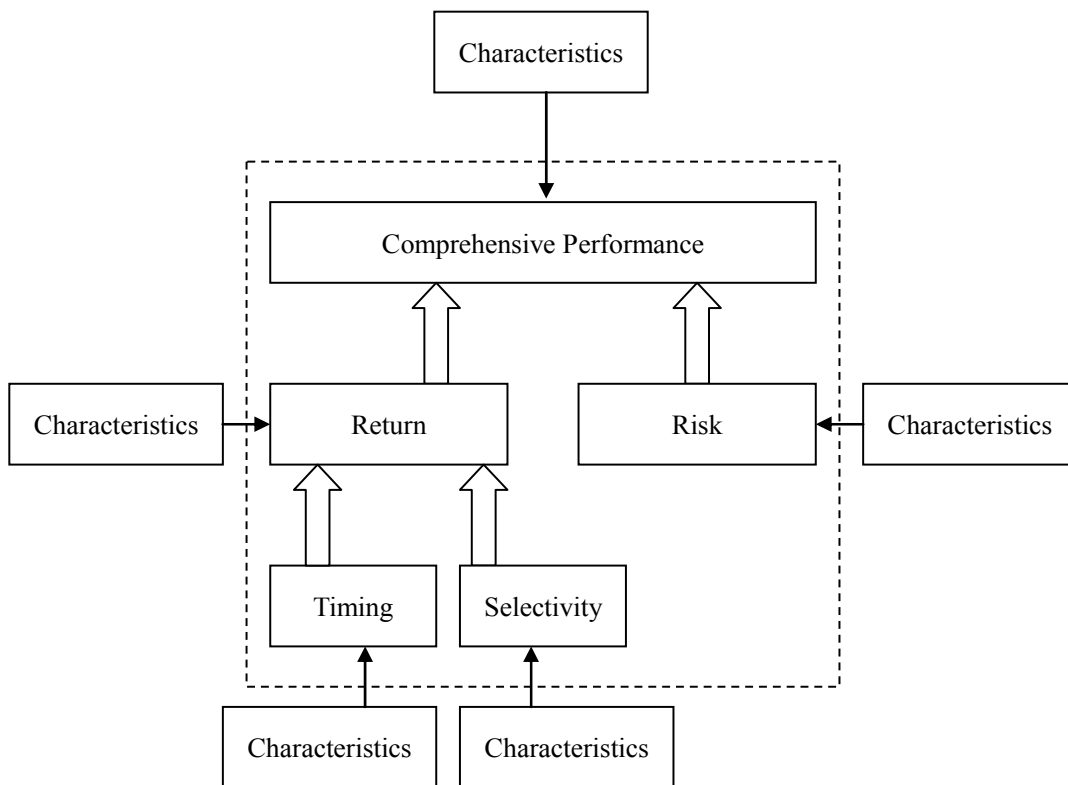 Characteristics
Comprehensive Performance
Characteristics
Return
Risk
Characteristics
Timing
Selectivity
Characteristics
Characteristics